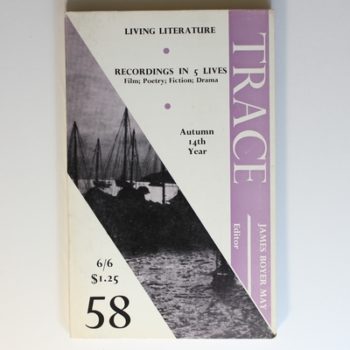 LIVING LITERATURE
RECORDINGS IN 5 LIVES
Film; Poetry; Fiction; Drama
Autumn
14th
Year
TRACE
JAMES BOYER MAY
Editor
6/6
$1.25
58